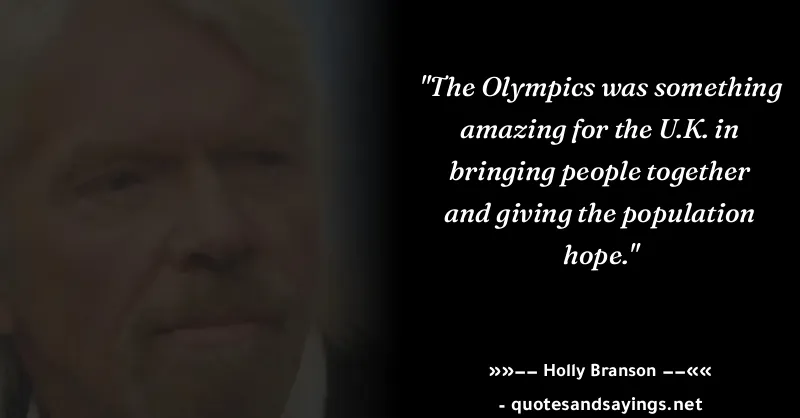 "The Olympics was something
amazing for the U.K. in
bringing people together
and giving the population
hope."
»»–– Holly Branson ––««
- quotesandsayings.net